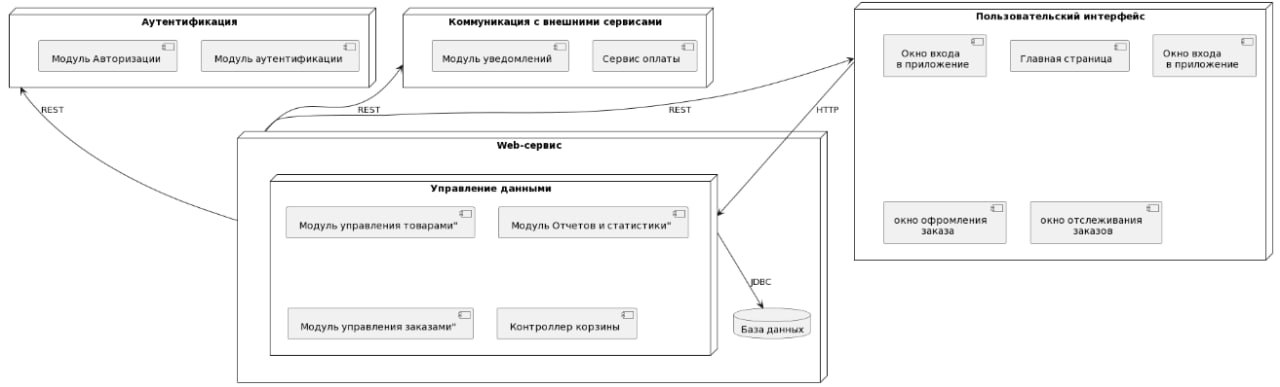 Аутентификация
Модуль Авторизации
Модуль аутентификации
Коммуникация с внешними сервисами
Модуль уведомлений
Сервис оплаты
Пользовательский интерфейс
Окно входа
в приложение
Главная страница
Окно входа
в приложение
REST
REST
REST
HTTP
Web-сервис
Управление данными
Модуль управления товарами"
Модуль Отчетов и статистики"
окно офромления
заказа
окно отслеживания
заказов
JDBC
Модуль управления заказами"
Контроллер корзины
База данных